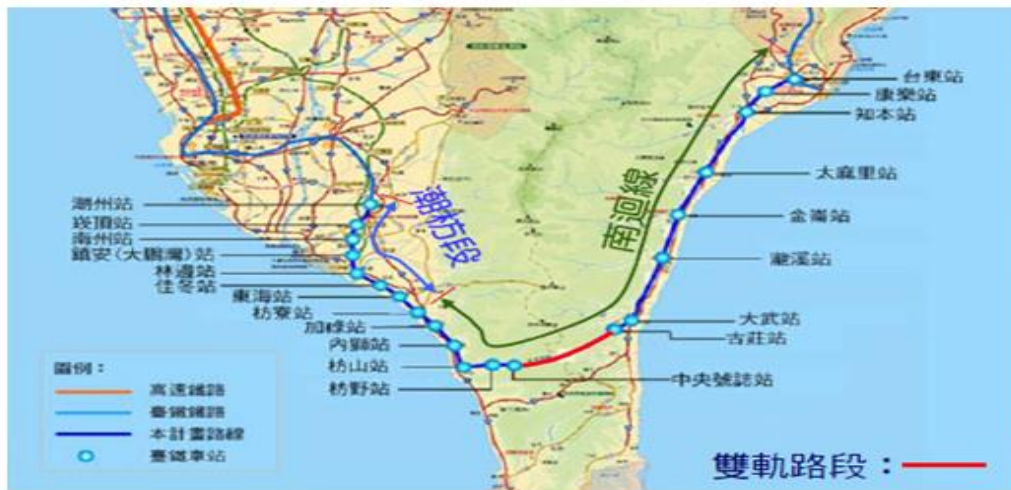 潮州站
崁頂站
南州站
鎮安(大鵬灣)站
林邊站
佳冬站
東海站
枋寮站
加祿站
內獅站
枋山站
枋野站
潮枋段
南迴線
台東站
康樂站
知本站
太麻里站
金崙站
瀧溪站
大武站
古莊站
中央號誌站
圖例：
高速鐵路
臺鐵鐵路
本計畫路線
臺鐵車站
雙軌路段：